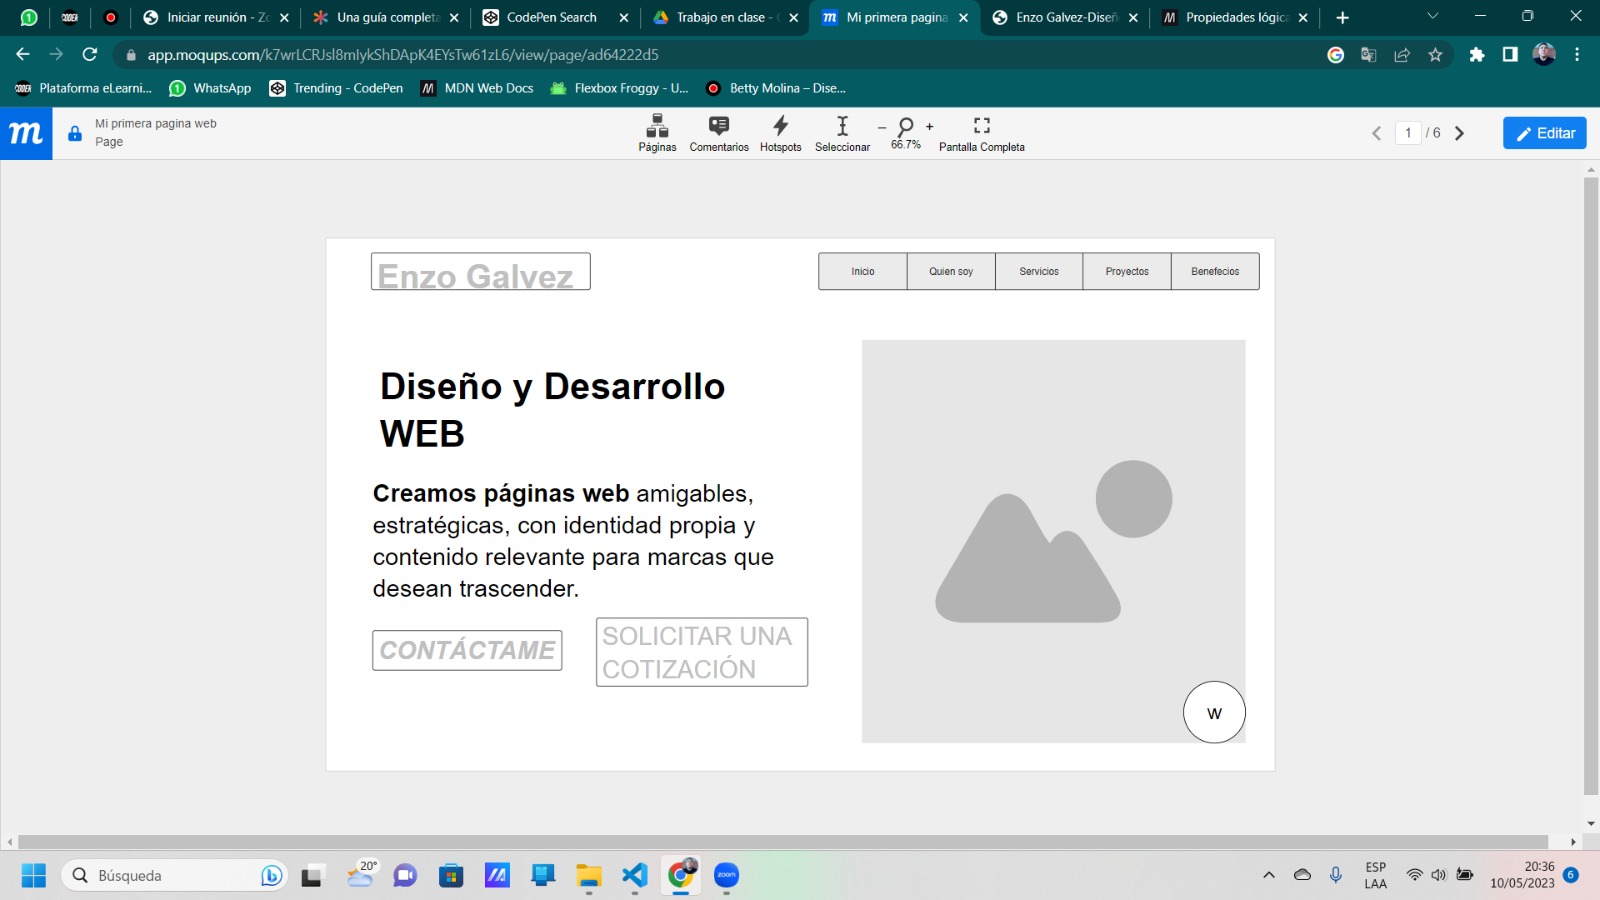 Iniciar reunión - Zo
Una guía completa
CodePen Search
Trabajo en clase -
Mi primera pagina
Enzo Galvez-Diseñ
Propiedades lógica
app.moqups.com/k7wrLCRJsl8mlykShDApK4EYsTw61zL6/view/page/ad64222d5
Plataforma eLearni...
WhatsApp
Trending - CodePen
MDN Web Docs
Flexbox Froggy - U...
Betty Molina – Dise...
m
Mi primera pagina web
Page
Páginas
Comentarios
Hotspots
Seleccionar
– 66.7% +
Pantalla Completa
1 / 6
Editar
Enzo Galvez
Inicio
Quien soy
Servicios
Proyectos
Benefecios
Diseño y Desarrollo
WEB
Creamos páginas web amigables,
estratégicas, con identidad propia y
contenido relevante para marcas que
desean trascender.
CONTÁCTAME
SOLICITAR UNA
COTIZACIÓN
W
Búsqueda
20°
zoom
ESP
LAA
20:36
10/05/2023
6